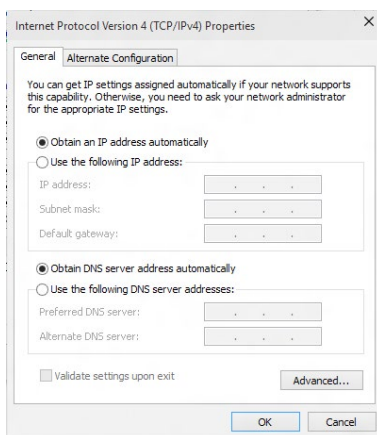 Internet Protocol Version 4 (TCP/IPv4) Properties
General
Alternate Configuration
You can get IP settings assigned automatically if your network supports
this capability. Otherwise, you need to ask your network administrator
for the appropriate IP settings.
Obtain an IP address automatically
Use the following IP address:
IP address:
Subnet mask:
Default gateway:
Obtain DNS server address automatically
Use the following DNS server addresses:
Preferred DNS server:
Alternate DNS server:
Validate settings upon exit
Advanced...
OK
Cancel